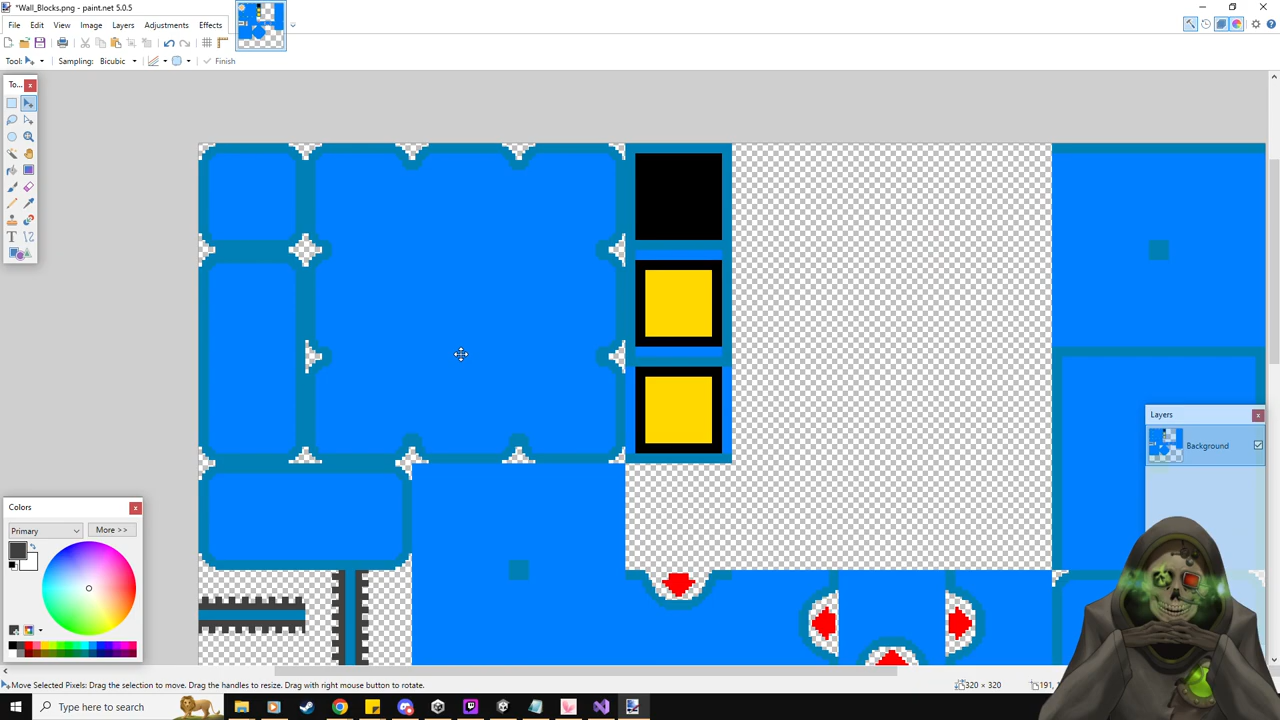 *Wall_Blocks.png - paint.net 5.0.5
File Edit View Image Layers Adjustments Effects
Tool: Sampling: Bicubic Finish
To...
Layers
Background
Colors
Primary More >>
Move Selected Pixels: Drag the selection to move. Drag the handles to resize. Drag with right mouse button to rotate.
320 × 320
191, 1
Type here to search